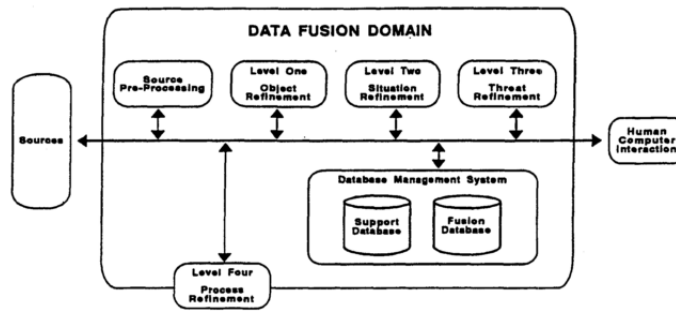 DATA FUSION DOMAIN
Source
Pre-Processing
Level One
Object
Refinement
Level Two
Situation
Refinement
Level Three
Threat
Refinement
Sources
Human
Computer
Interaction
Database Management System
Support
Database
Fusion
Database
Level Four
Process
Refinement